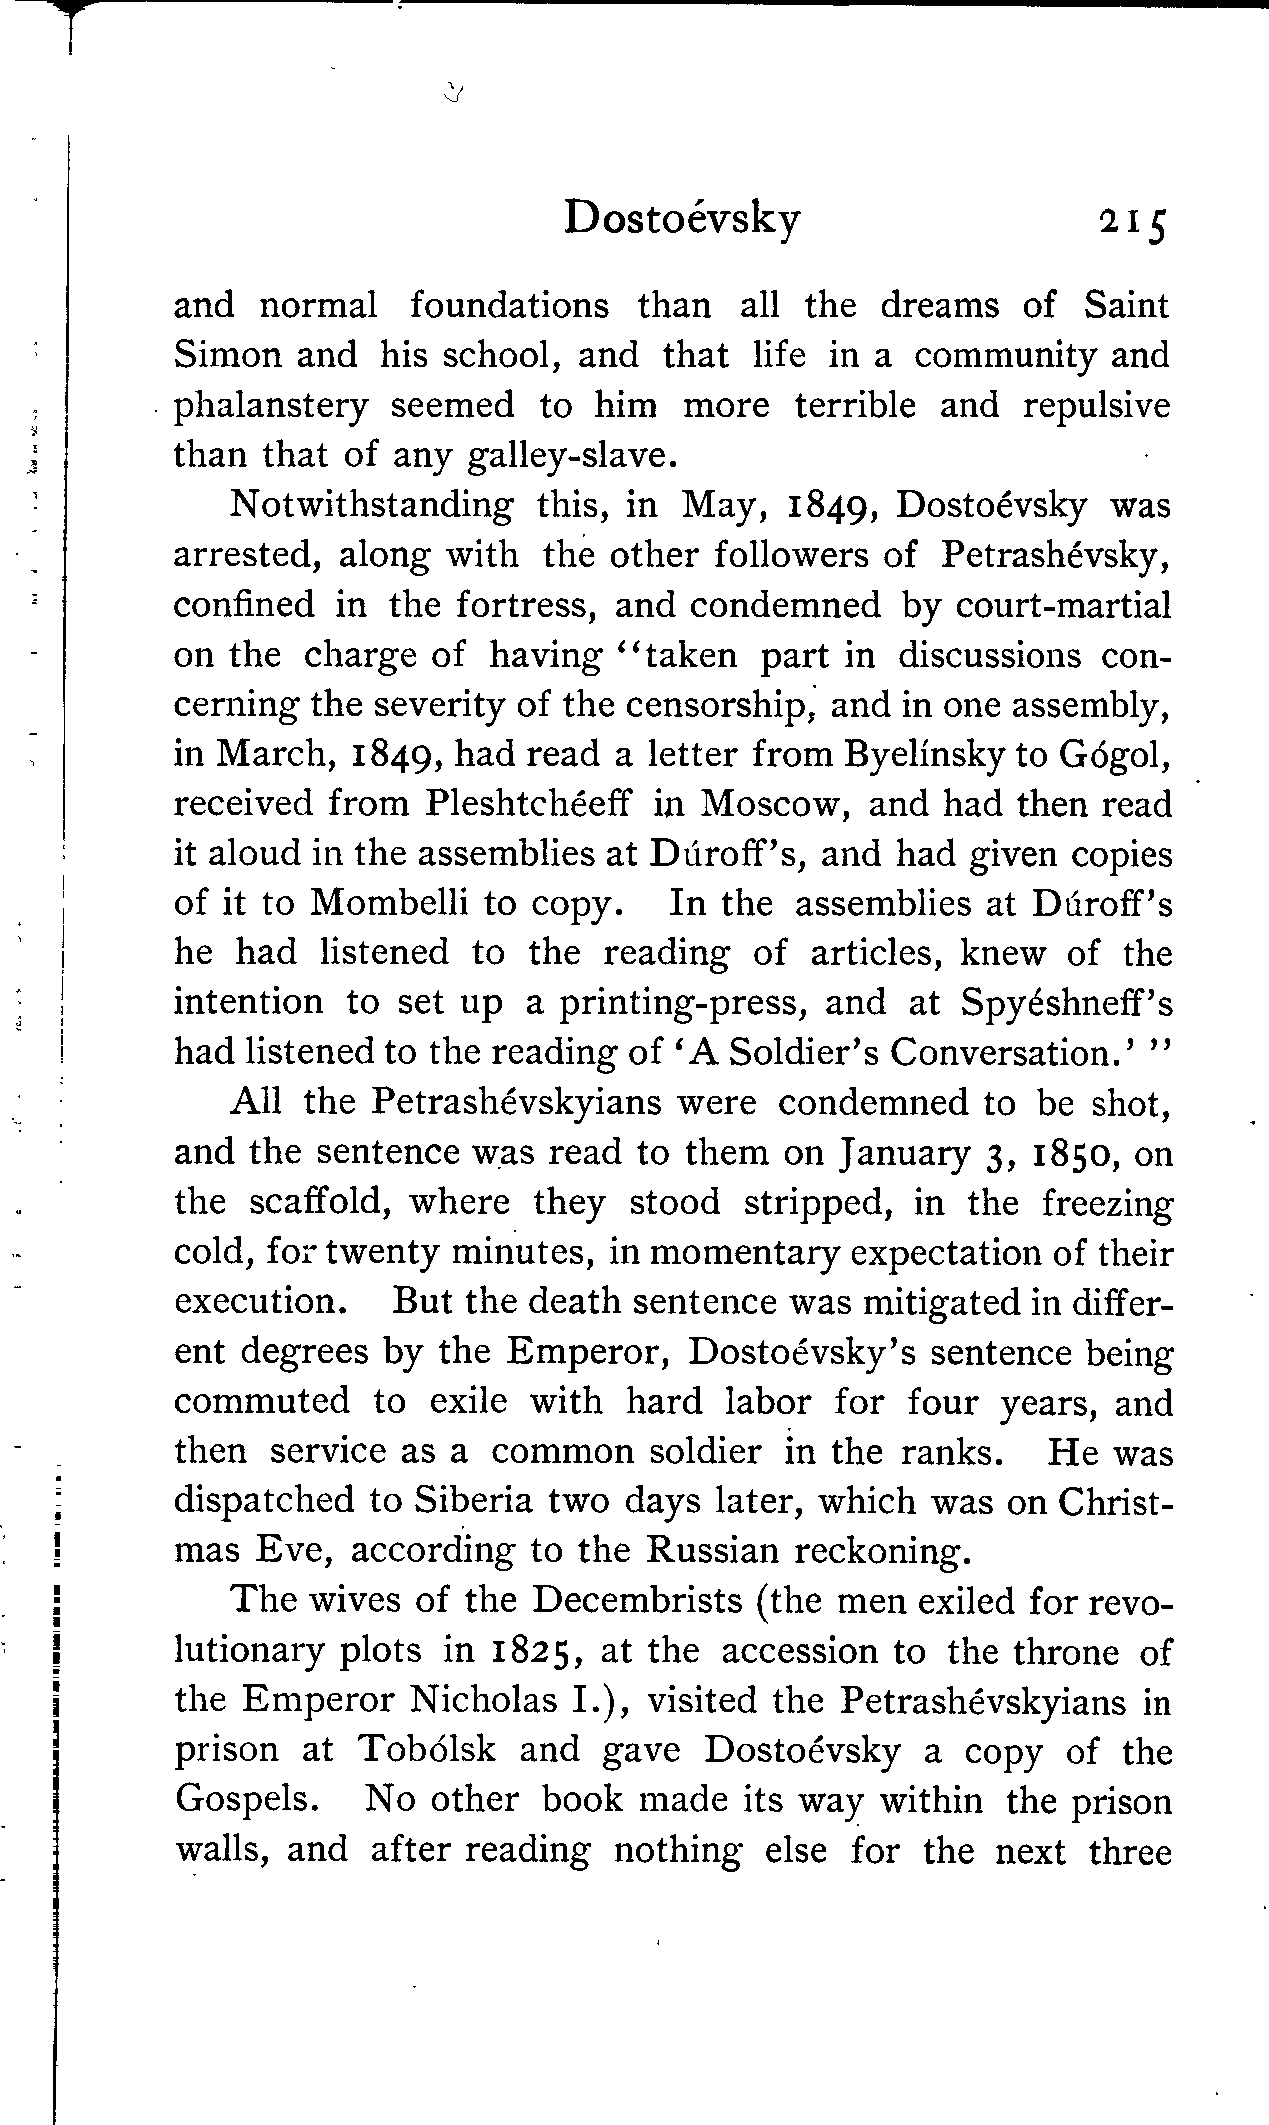 Dostoévsky 215
and normal foundations than all the dreams of Saint
Simon and his school, and that life in a community and
phalanstery seemed to him more terrible and repulsive
than that of any galley-slave.
Notwithstanding this, in May, 1849, Dostoévsky was
arrested, along with the other followers of Petrashévsky,
confined in the fortress, and condemned by court-martial
on the charge of having “taken part in discussions con-
cerning the severity of the censorship, and in one assembly,
in March, 1849, had read a letter from Byelínsky to Gógol,
received from Pleshtchéeff in Moscow, and had then read
it aloud in the assemblies at Dúroff’s, and had given copies
of it to Mombelli to copy. In the assemblies at Dúroff’s
he had listened to the reading of articles, knew of the
intention to set up a printing-press, and at Spyéshneff’s
had listened to the reading of ‘A Soldier’s Conversation.’ ”
All the Petrashévskyians were condemned to be shot,
and the sentence was read to them on January 3, 1850, on
the scaffold, where they stood stripped, in the freezing
cold, for twenty minutes, in momentary expectation of their
execution. But the death sentence was mitigated in differ-
ent degrees by the Emperor, Dostoévsky’s sentence being
commuted to exile with hard labor for four years, and
then service as a common soldier in the ranks. He was
dispatched to Siberia two days later, which was on Christ-
mas Eve, according to the Russian reckoning.
The wives of the Decembrists (the men exiled for revo-
lutionary plots in 1825, at the accession to the throne of
the Emperor Nicholas I.), visited the Petrashévskyians in
prison at Tobólsk and gave Dostoévsky a copy of the
Gospels. No other book made its way within the prison
walls, and after reading nothing else for the next three